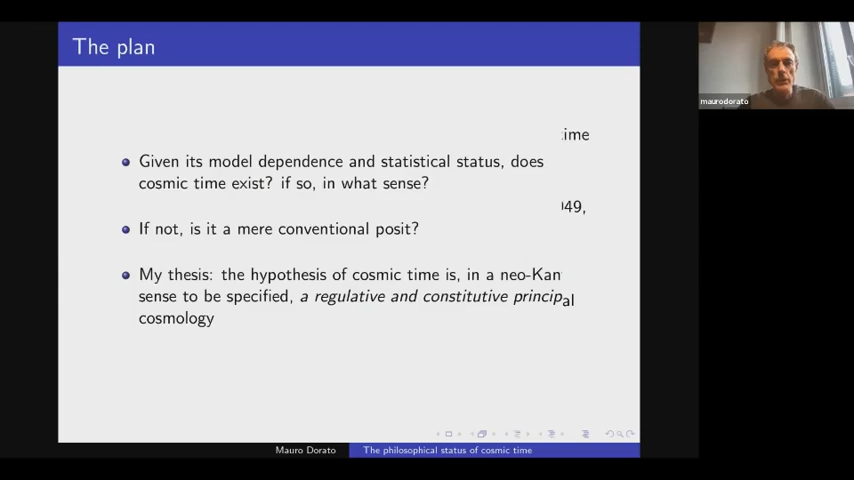 The plan
maurodorato
time
Given its model dependence and statistical status, does
cosmic time exist? if so, in what sense?
949,
If not, is it a mere conventional posit?
My thesis: the hypothesis of cosmic time is, in a neo-Kan
sense to be specified, a regulative and constitutive princip
al
cosmology
Mauro Dorato
The philosophical status of cosmic time